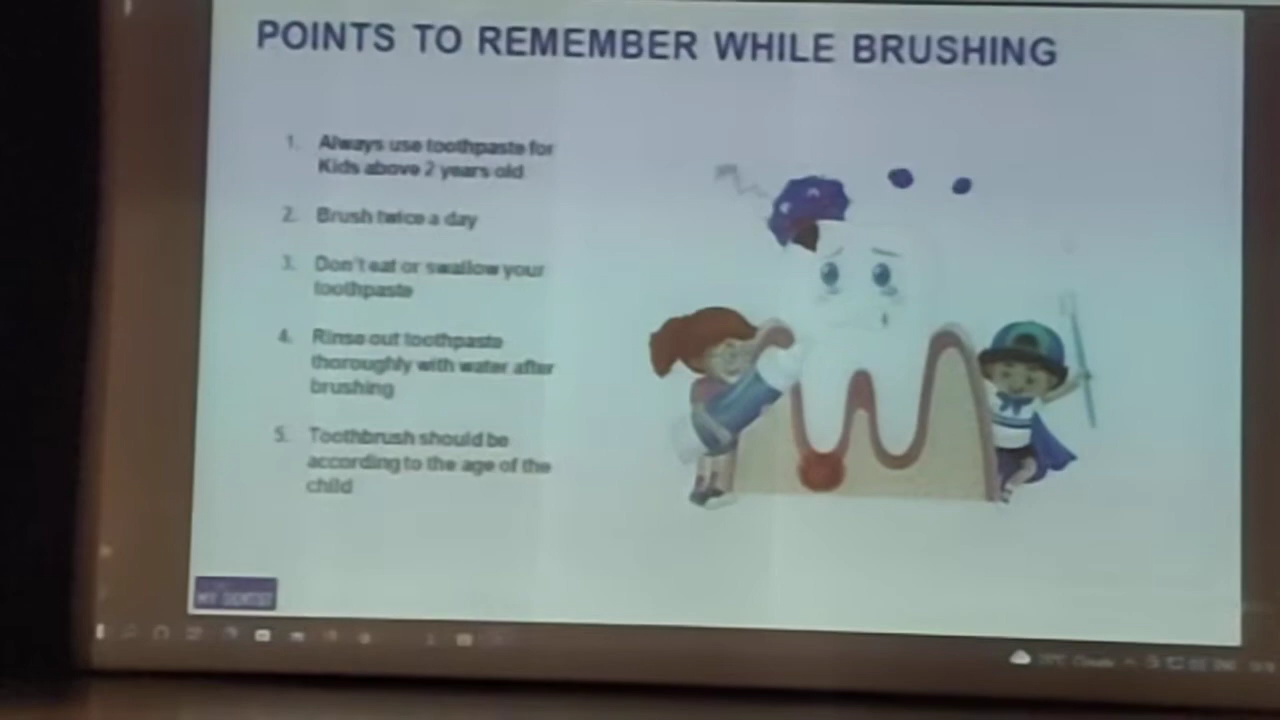 POINTS TO REMEMBER WHILE BRUSHING
1. Always use toothpaste for
Kids above 2 years old
2. Brush twice a day
3. Don't eat or swallow your
toothpaste
4. Rinse out toothpaste
thoroughly with water after
brushing
5. Toothbrush should be
according to the age of the
child
MY DENTIST